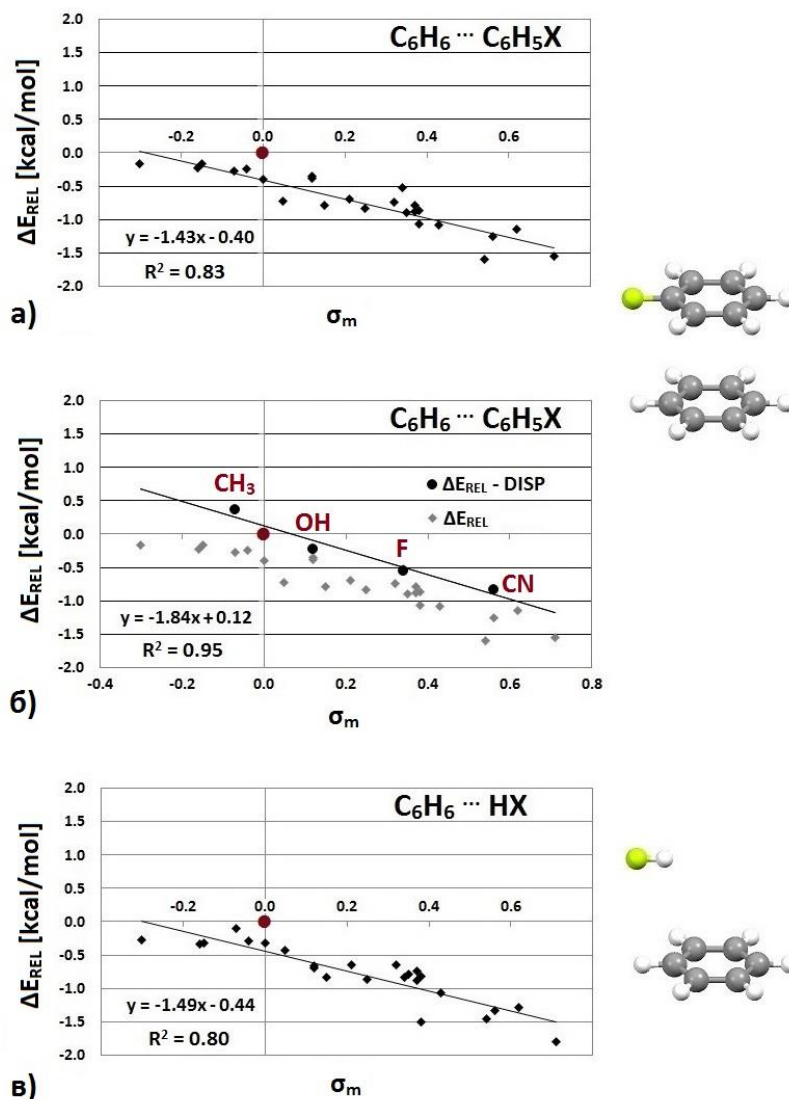 C₆H₆ ··· C₆H₅X
2.0
1.5
1.0
0.5
0.0
-0.5
-1.0
-1.5
-2.0
ΔE_REL [kcal/mol]
-0.2 0.0 0.2 0.4 0.6
y = -1.43x - 0.40
R² = 0.83
а)
σₘ
C₆H₆ ··· C₆H₅X
2.0
1.5
1.0
0.5
0.0
-0.5
-1.0
-1.5
-2.0
ΔE_REL [kcal/mol]
ΔE_REL - DISP
ΔE_REL
CH₃
OH
F
CN
y = -1.84x + 0.12
R² = 0.95
-0.4 -0.2 0.0 0.2 0.4 0.6 0.8
б)
σₘ
C₆H₆ ··· HX
2.0
1.5
1.0
0.5
0.0
-0.5
-1.0
-1.5
-2.0
ΔE_REL [kcal/mol]
-0.2 0.0 0.2 0.4 0.6
y = -1.49x - 0.44
R² = 0.80
в)
σₘ